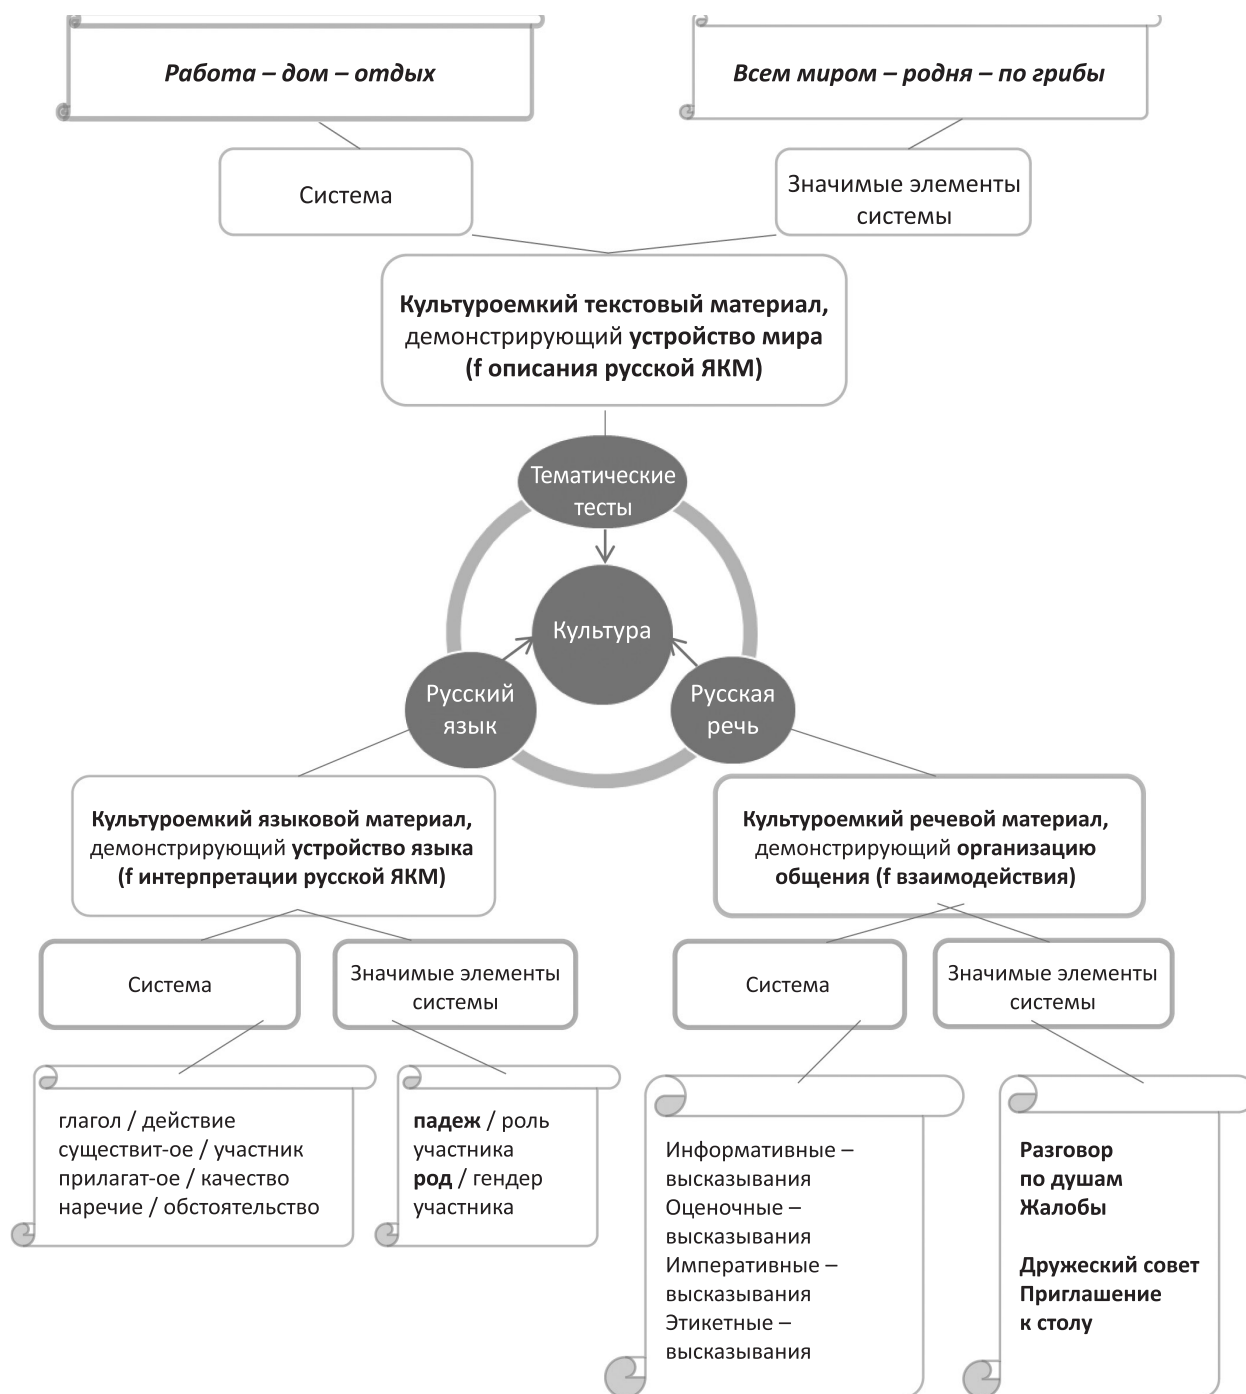 Работа – дом – отдых
Всем миром – родня – по грибы
Система
Значимые элементы
системы
Культуроемкий текстовый материал,
демонстрирующий устройство мира
(f описания русской ЯКМ)
Тематические
тесты
Культура
Русский
язык
Русская
речь
Культуроемкий языковой материал,
демонстрирующий устройство языка
(f интерпретации русской ЯКМ)
Культуроемкий речевой материал,
демонстрирующий организацию
общения (f взаимодействия)
Система
Значимые элементы
системы
Система
Значимые элементы
системы
глагол / действие
существит-ое / участник
прилагат-ое / качество
наречие / обстоятельство
падеж / роль
участника
род / гендер
участника
Информативные –
высказывания
Оценочные –
высказывания
Императивные –
высказывания
Этикетные –
высказывания
Разговор
по душам
Жалобы
Дружеский совет
Приглашение
к столу